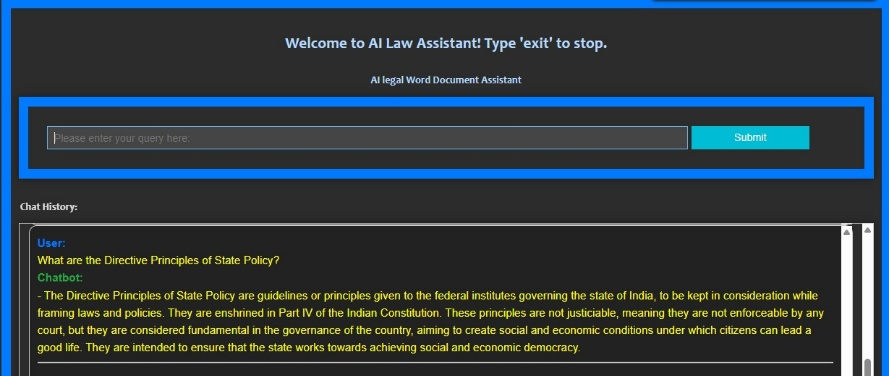 Welcome to AI Law Assistant! Type 'exit' to stop.
AI legal Word Document Assistant
Please enter your query here:
Submit
Chat History:
User:
What are the Directive Principles of State Policy?
Chatbot:
- The Directive Principles of State Policy are guidelines or principles given to the federal institutes governing the state of India, to be kept in consideration while
framing laws and policies. They are enshrined in Part IV of the Indian Constitution. These principles are not justiciable, meaning they are not enforceable by any
court, but they are considered fundamental in the governance of the country, aiming to create social and economic conditions under which citizens can lead a
good life. They are intended to ensure that the state works towards achieving social and economic democracy.